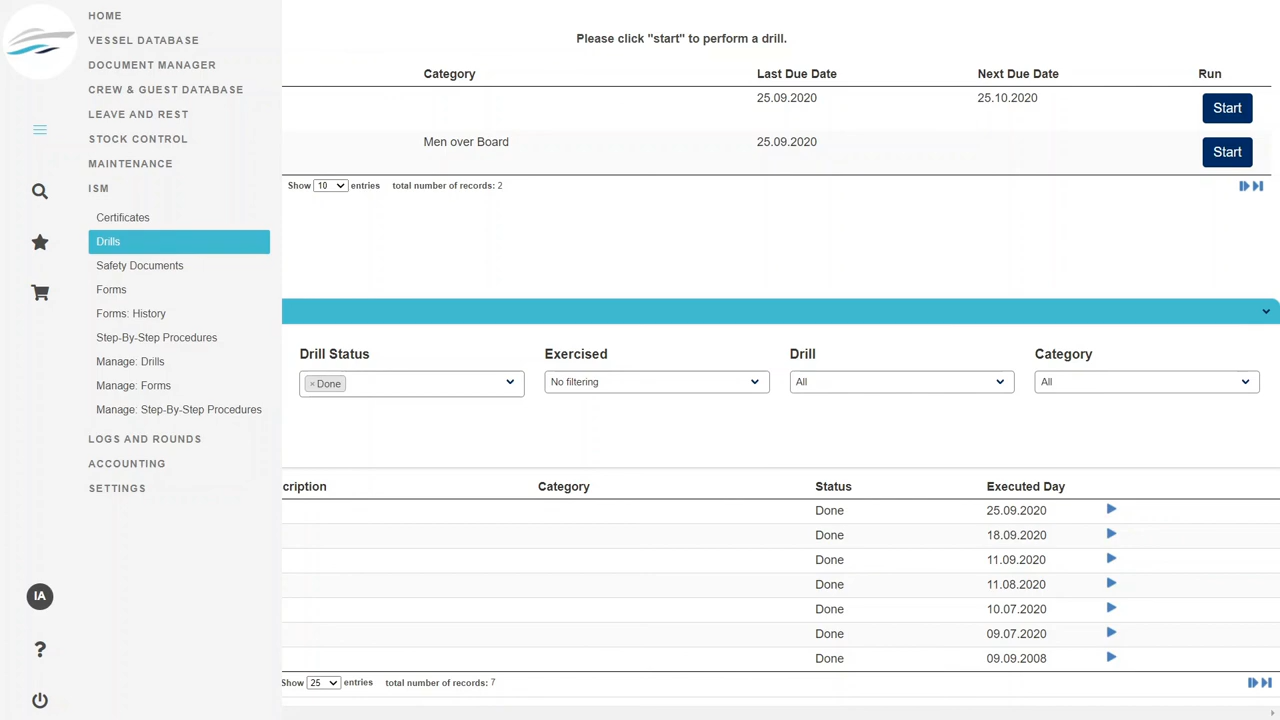 HOME
VESSEL DATABASE
DOCUMENT MANAGER
CREW & GUEST DATABASE
LEAVE AND REST
STOCK CONTROL
MAINTENANCE
ISM
Certificates
Drills
Safety Documents
Forms
Forms: History
Step-By-Step Procedures
Manage: Drills
Manage: Forms
Manage: Step-By-Step Procedures
LOGS AND ROUNDS
ACCOUNTING
SETTINGS
IA
?
Please click "start" to perform a drill.
Category Last Due Date Next Due Date Run
25.09.2020 25.10.2020 Start
Men over Board 25.09.2020 Start
Show 10 entries total number of records: 2
Drill Status Exercised Drill Category
×Done No filtering All All
cription Category Status Executed Day
Done 25.09.2020
Done 18.09.2020
Done 11.09.2020
Done 11.08.2020
Done 10.07.2020
Done 09.07.2020
Done 09.09.2008
Show 25 entries total number of records: 7